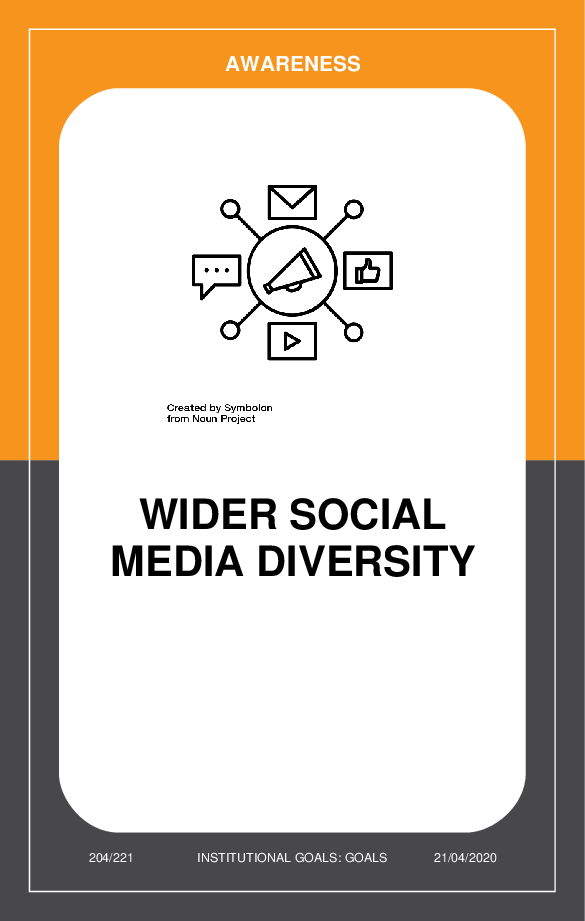 AWARENESS
Created by Symbolon
from Noun Project
WIDER SOCIAL
MEDIA DIVERSITY
204/221 INSTITUTIONAL GOALS: GOALS 21/04/2020